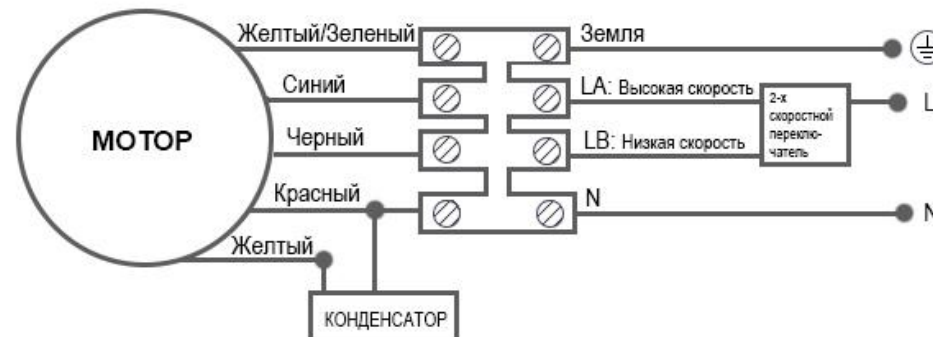 Желтый/Зеленый
Земля
Синий
LA: Высокая скорость
2-х
скоростной
переклю-
чатель
L
МОТОР
Черный
LB: Низкая скорость
Красный
N
N
Желтый
КОНДЕНСАТОР